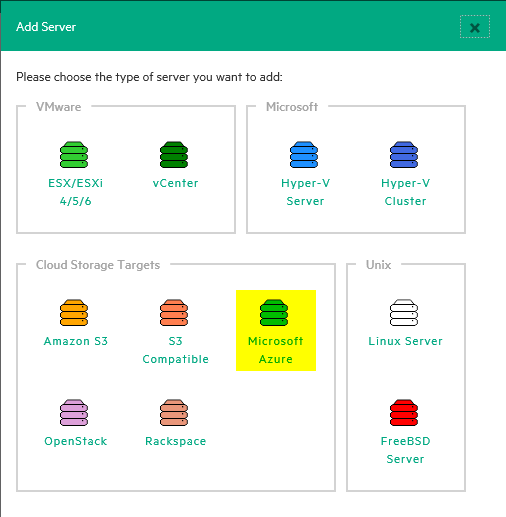 Add Server
Please choose the type of server you want to add:
VMware
Microsoft
ESX/ESXi
4/5/6
vCenter
Hyper-V
Server
Hyper-V
Cluster
Cloud Storage Targets
Unix
Amazon S3
S3
Compatible
Microsoft
Azure
Linux Server
OpenStack
Rackspace
FreeBSD
Server